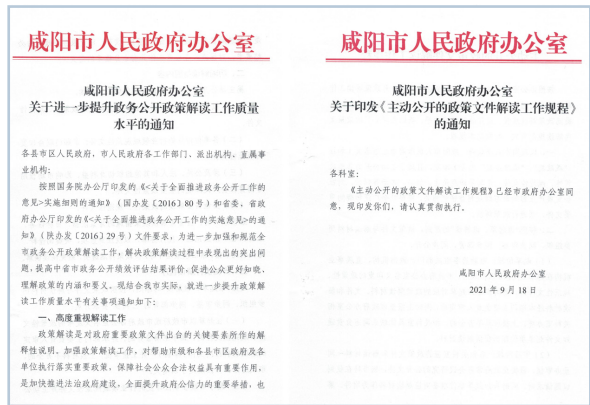 咸阳市人民政府办公室
咸阳市人民政府办公室
关于进一步提升政务公开政策解读工作质量
水平的通知
各县市区人民政府，市人民政府各工作部门、派出机构、直属事
业机构：
按照国务院办公厅印发的《<关于全面推进政务公开工作的
意见>实施细则的通知》（国办发〔2016〕80号）和省委、省政
府办公厅印发的《<关于全面推进政务公开工作的实施意见>的通
知》（陕办发〔2016〕29号）文件要求，为进一步加强和规范全
市政务公开政策解读工作，解决政策解读过程中表现出的突出问
题，提高中省市政务公开绩效评估结果评价，促进公众更好知晓、
理解政策的内涵和要义。现结合我市实际，就进一步提升政策解
读工作质量水平有关事项通知如下：
一、高度重视解读工作
政策解读是对政府重要政策文件出台的关键要素所作的解
释性说明。加强政策解读工作，对帮助市级和各县市区政府及各
单位执行落实重要政策，保障社会公众合法权益具有重要作用，
是加快推进法治政府建设，全面提升政府公信力的重要举措，也
咸阳市人民政府办公室
咸阳市人民政府办公室
关于印发《主动公开的政策文件解读工作规程》
的通知
各科室：
《主动公开的政策文件解读工作规程》已经市政府办公室同
意，现印发你们，请认真贯彻执行。
咸阳市人民政府办公室
2021年9月18日